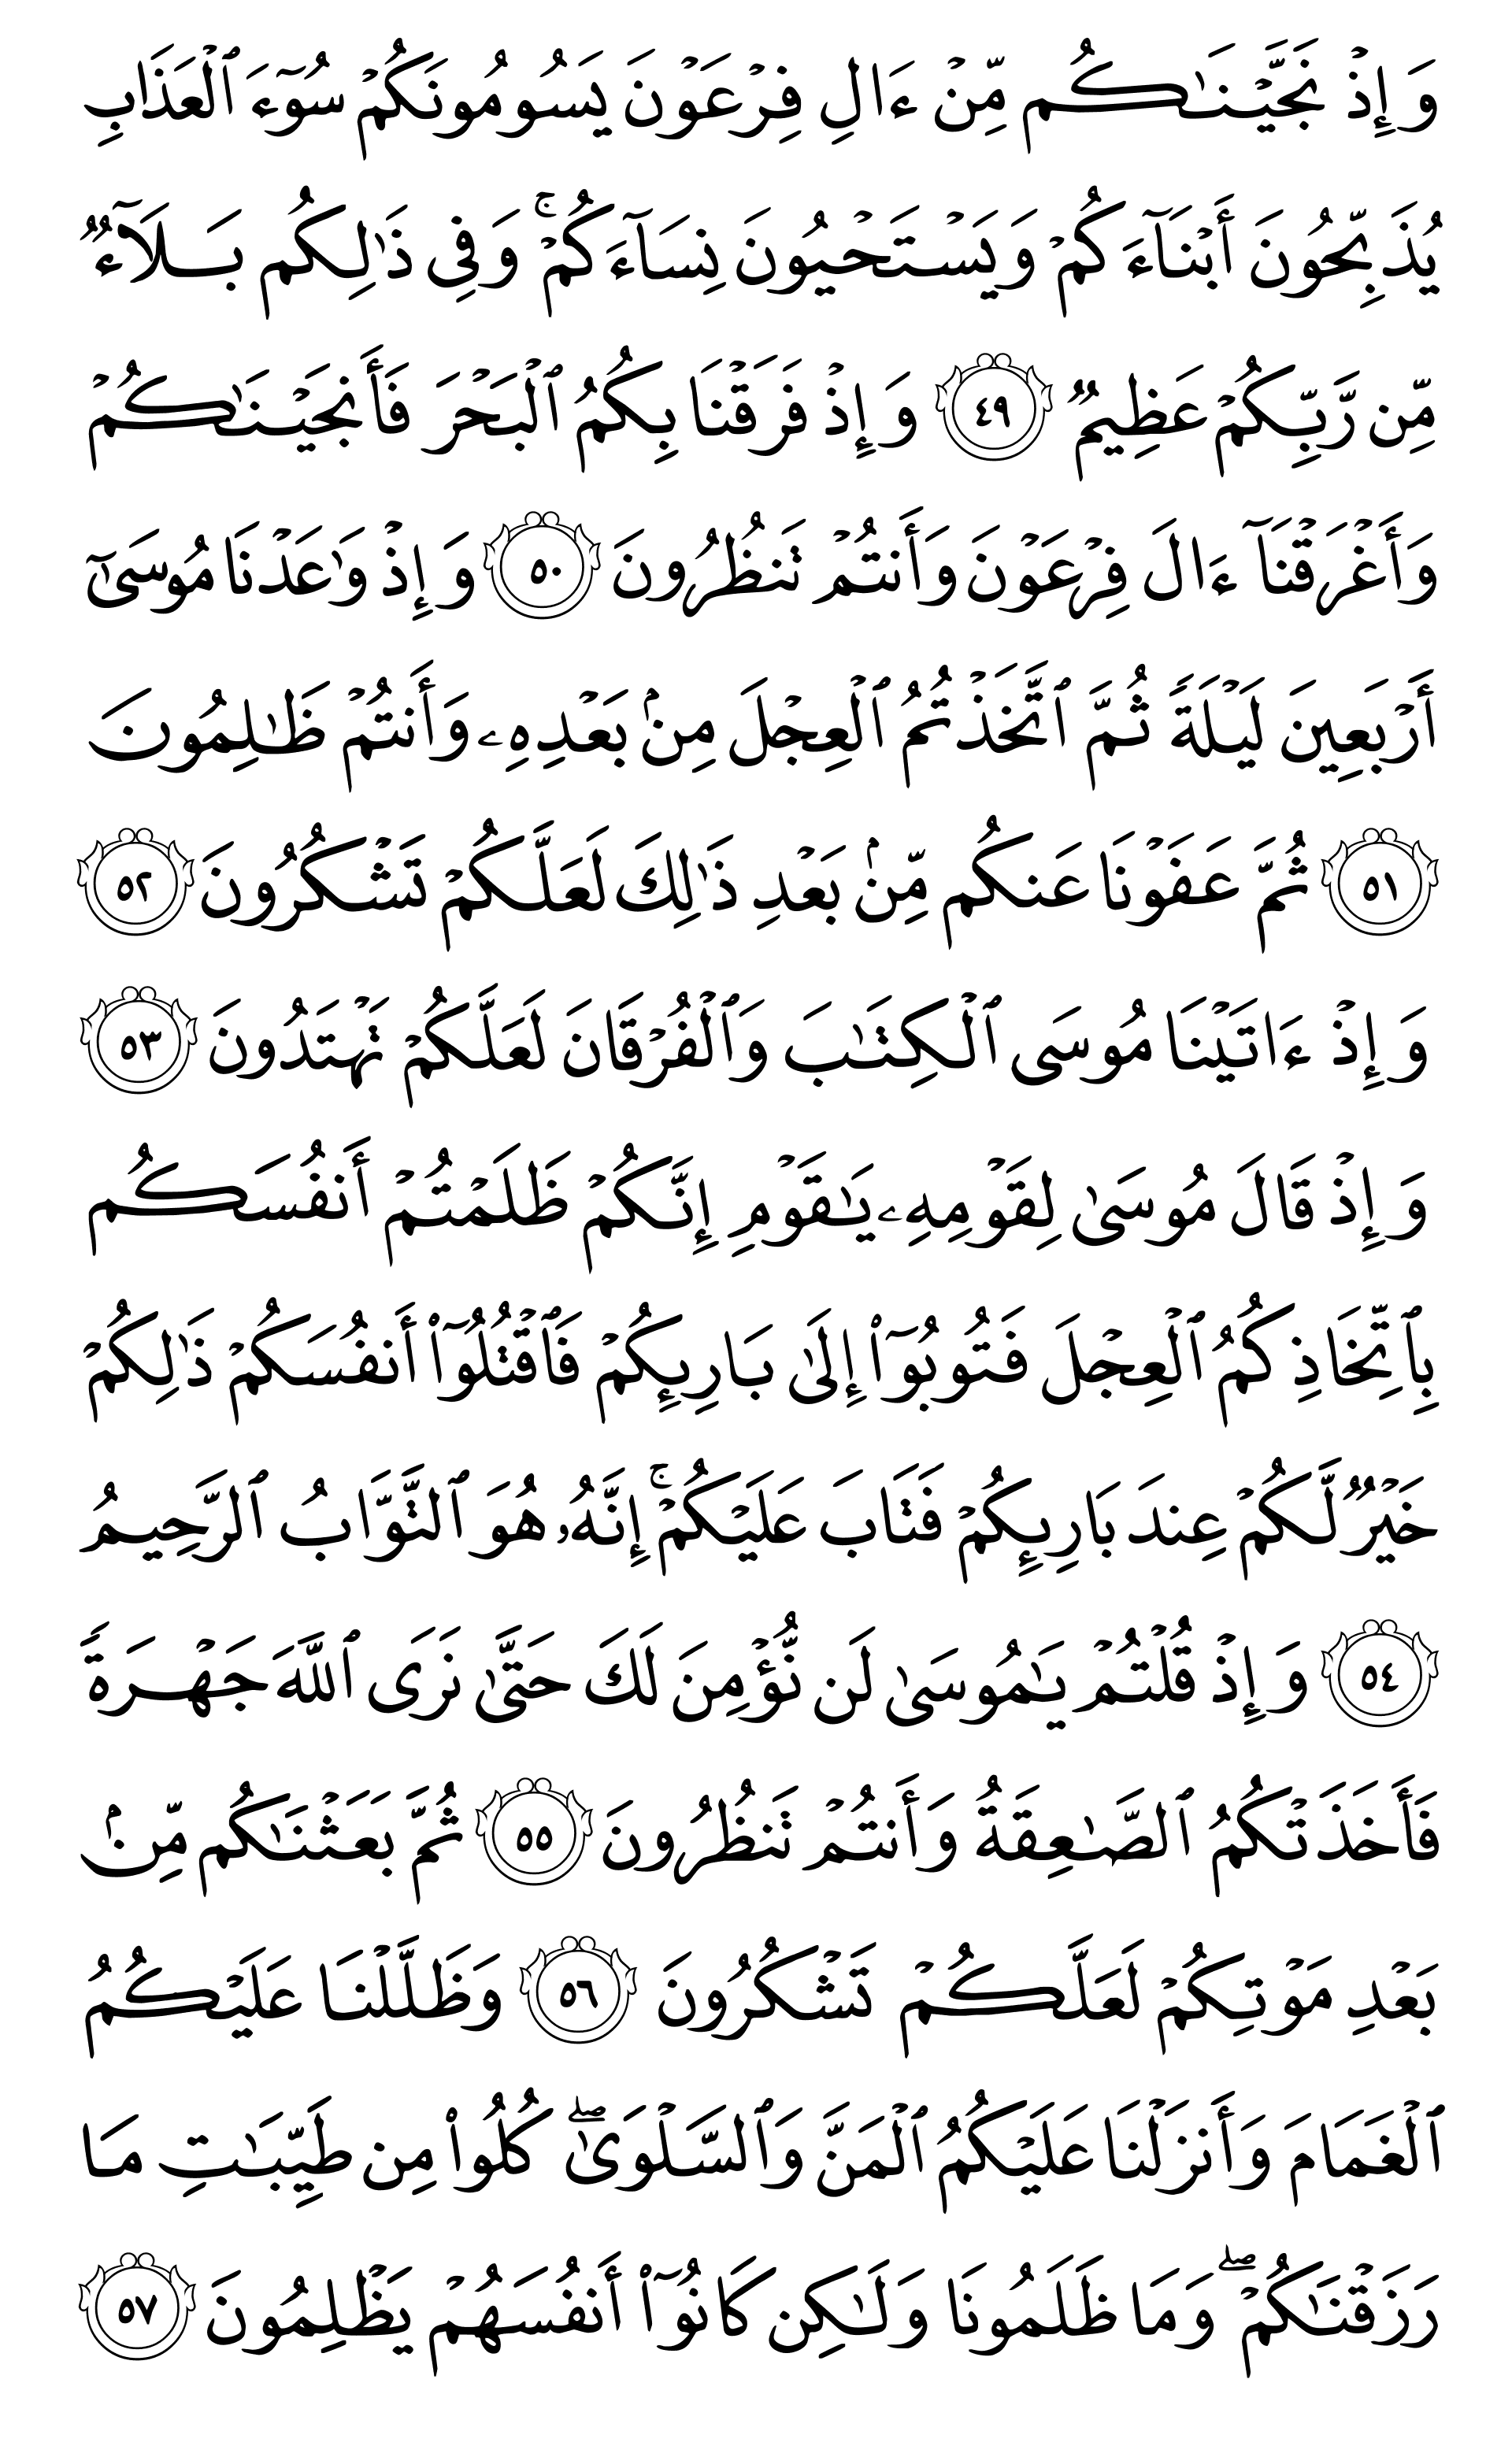 وَإِذۡ نَجَّيۡنَٰكُم مِّنۡ ءَالِ فِرۡعَوۡنَ يَسُومُونَكُمۡ سُوٓءَ ٱلۡعَذَابِ
يُذَبِّحُونَ أَبۡنَآءَكُمۡ وَيَسۡتَحۡيُونَ نِسَآءَكُمۡۚ وَفِي ذَٰلِكُم بَلَآءٞ
مِّن رَّبِّكُمۡ عَظِيمٞ ٤٩ وَإِذۡ فَرَقۡنَا بِكُمُ ٱلۡبَحۡرَ فَأَنجَيۡنَٰكُمۡ
وَأَغۡرَقۡنَآ ءَالَ فِرۡعَوۡنَ وَأَنتُمۡ تَنظُرُونَ ٥٠ وَإِذۡ وَٰعَدۡنَا مُوسَىٰٓ
أَرۡبَعِينَ لَيۡلَةٗ ثُمَّ ٱتَّخَذۡتُمُ ٱلۡعِجۡلَ مِنۢ بَعۡدِهِۦ وَأَنتُمۡ ظَٰلِمُونَ
٥١ ثُمَّ عَفَوۡنَا عَنكُم مِّنۢ بَعۡدِ ذَٰلِكَ لَعَلَّكُمۡ تَشۡكُرُونَ ٥٢
وَإِذۡ ءَاتَيۡنَا مُوسَى ٱلۡكِتَٰبَ وَٱلۡفُرۡقَانَ لَعَلَّكُمۡ تَهۡتَدُونَ ٥٣
وَإِذۡ قَالَ مُوسَىٰ لِقَوۡمِهِۦ يَٰقَوۡمِ إِنَّكُمۡ ظَلَمۡتُمۡ أَنفُسَكُم
بِٱتِّخَاذِكُمُ ٱلۡعِجۡلَ فَتُوبُوٓاْ إِلَىٰ بَارِئِكُمۡ فَٱقۡتُلُوٓاْ أَنفُسَكُمۡ ذَٰلِكُمۡ
خَيۡرٞ لَّكُمۡ عِندَ بَارِئِكُمۡ فَتَابَ عَلَيۡكُمۡۚ إِنَّهُۥ هُوَ ٱلتَّوَّابُ ٱلرَّحِيمُ
٥٤ وَإِذۡ قُلۡتُمۡ يَٰمُوسَىٰ لَن نُّؤۡمِنَ لَكَ حَتَّىٰ نَرَى ٱللَّهَ جَهۡرَةٗ
فَأَخَذَتۡكُمُ ٱلصَّٰعِقَةُ وَأَنتُمۡ تَنظُرُونَ ٥٥ ثُمَّ بَعَثۡنَٰكُم مِّنۢ
بَعۡدِ مَوۡتِكُمۡ لَعَلَّكُمۡ تَشۡكُرُونَ ٥٦ وَظَلَّلۡنَا عَلَيۡكُمُ
ٱلۡغَمَامَ وَأَنزَلۡنَا عَلَيۡكُمُ ٱلۡمَنَّ وَٱلسَّلۡوَىٰۖ كُلُواْ مِن طَيِّبَٰتِ مَا
رَزَقۡنَٰكُمۡۖ وَمَا ظَلَمُونَا وَلَٰكِن كَانُوٓاْ أَنفُسَهُمۡ يَظۡلِمُونَ ٥٧